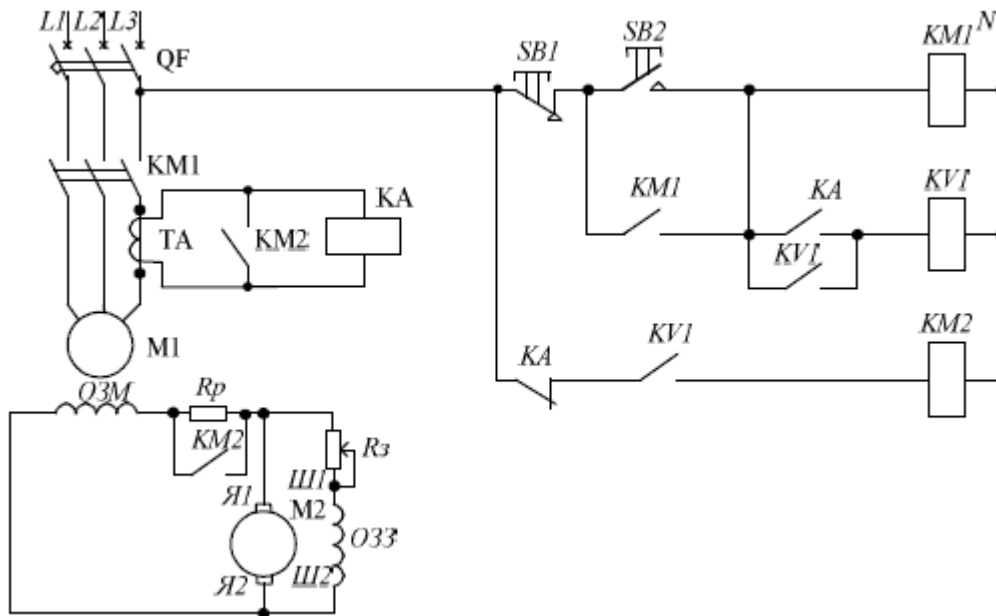 L1 L2 L3
QF
SB1
SB2
KM1
N
KM1
TA
KM2
KA
KM1
KA
KV1
KV1
M1
KA
KV1
KM2
ОЗМ
Rр
KM2
Rз
Ш1
Я1
M2
ОЗЗ
Я2
Ш2